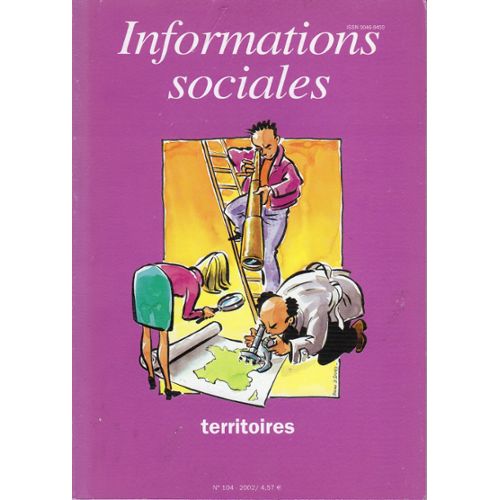 ISSN 0046-9459
Informations
sociales
territoires
N° 104 - 2002/ 4,57 €